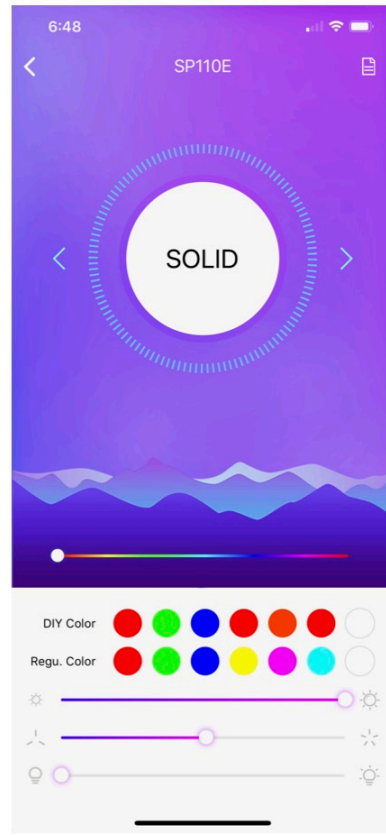 6:48
SP110E
SOLID
DIY Color
Regu. Color